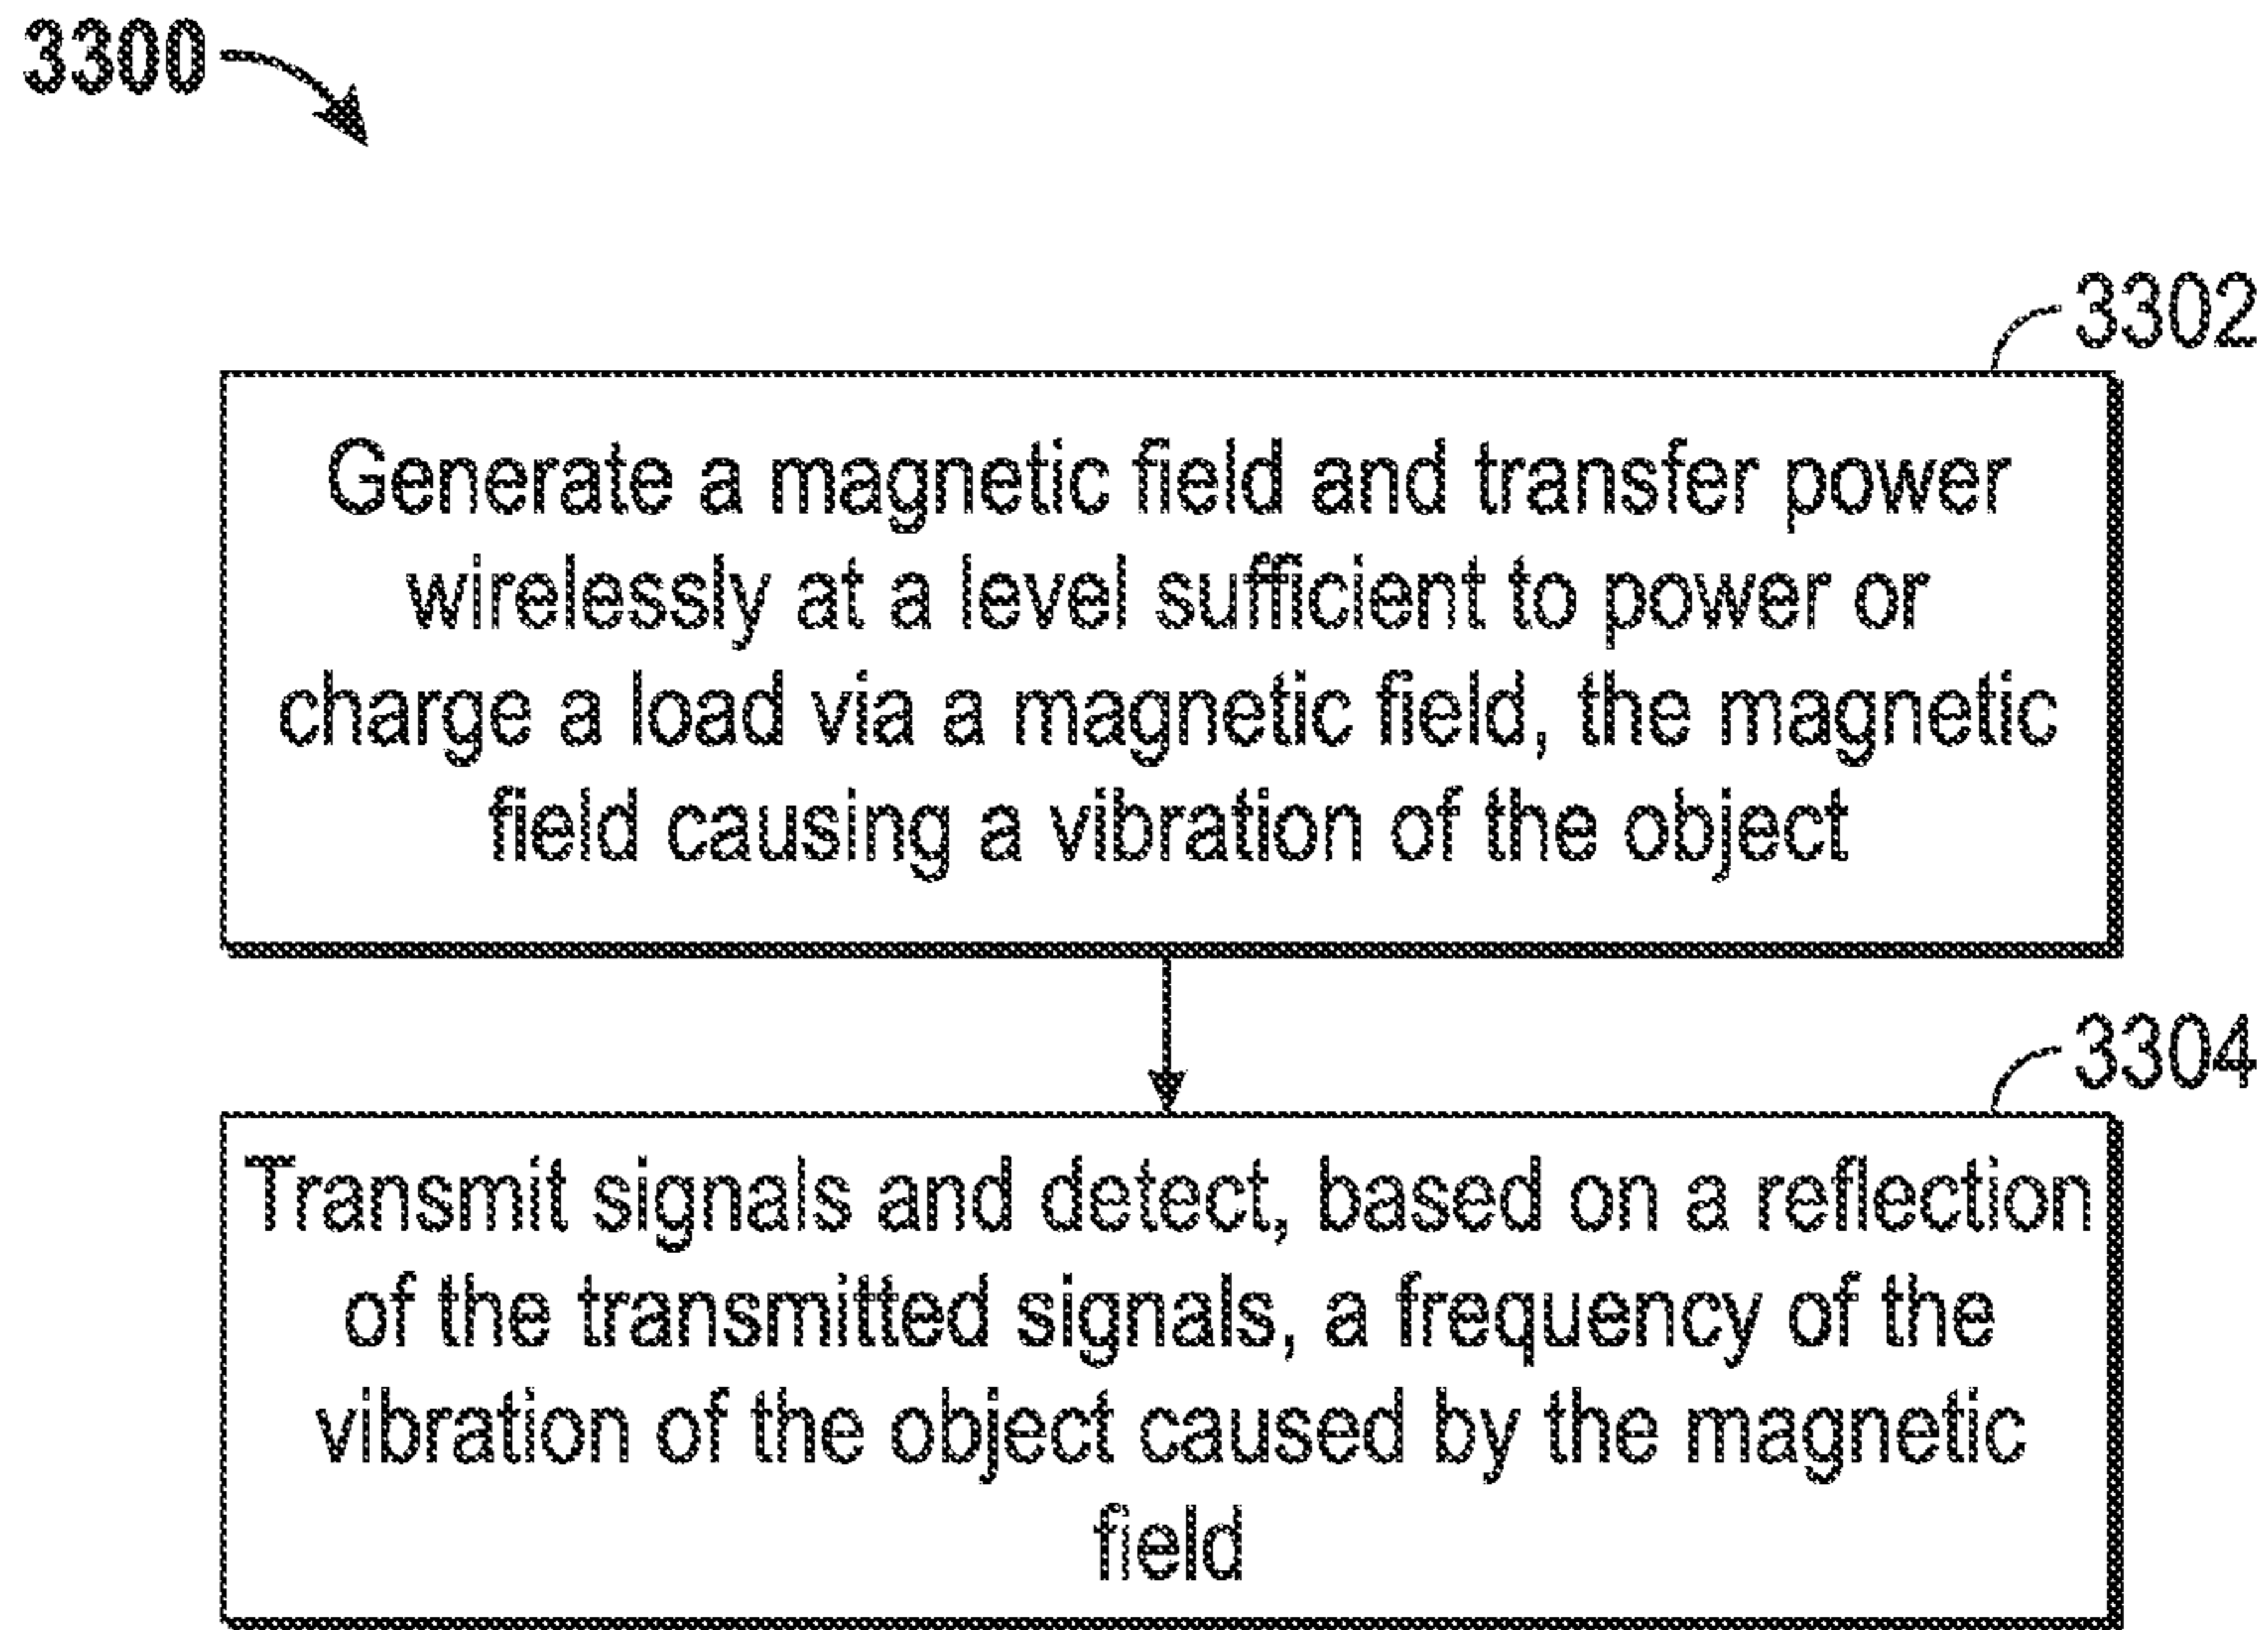 3300
3302
Generate a magnetic field and transfer power
wirelessly at a level sufficient to power or
charge a load via a magnetic field, the magnetic
field causing a vibration of the object
3304
Transmit signals and detect, based on a reflection
of the transmitted signals, a frequency of the
vibration of the object caused by the magnetic
field